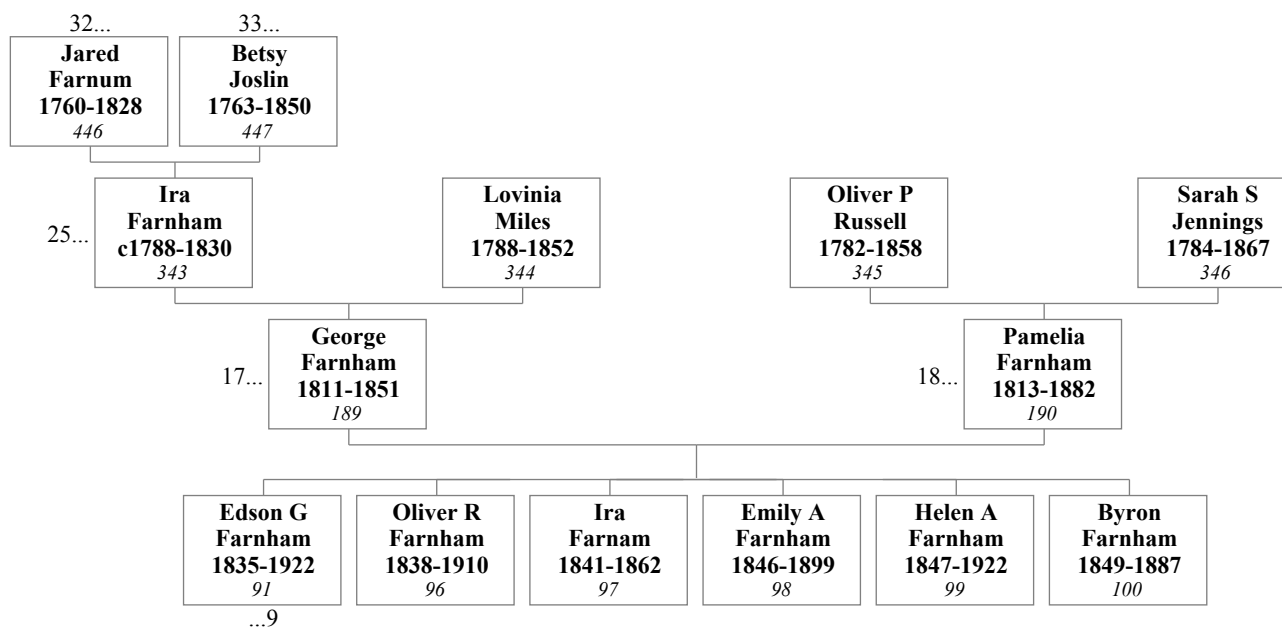 32...
33...
Jared
Farnum
1760-1828
446
Betsy
Joslin
1763-1850
447
25...
Ira
Farnham
c1788-1830
343
Lovinia
Miles
1788-1852
344
Oliver P
Russell
1782-1858
345
Sarah S
Jennings
1784-1867
346
17...
George
Farnham
1811-1851
189
18...
Pamelia
Farnham
1813-1882
190
Edson G
Farnham
1835-1922
91
Oliver R
Farnham
1838-1910
96
Ira
Farnam
1841-1862
97
Emily A
Farnham
1846-1899
98
Helen A
Farnham
1847-1922
99
Byron
Farnham
1849-1887
100
...9